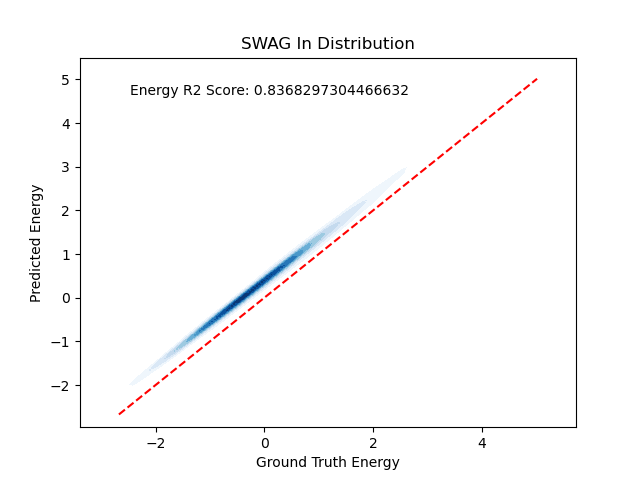 SWAG In Distribution
Energy R2 Score: 0.8368297304466632
Predicted Energy
5
4
3
2
1
0
−1
−2
−2 0 2 4
Ground Truth Energy